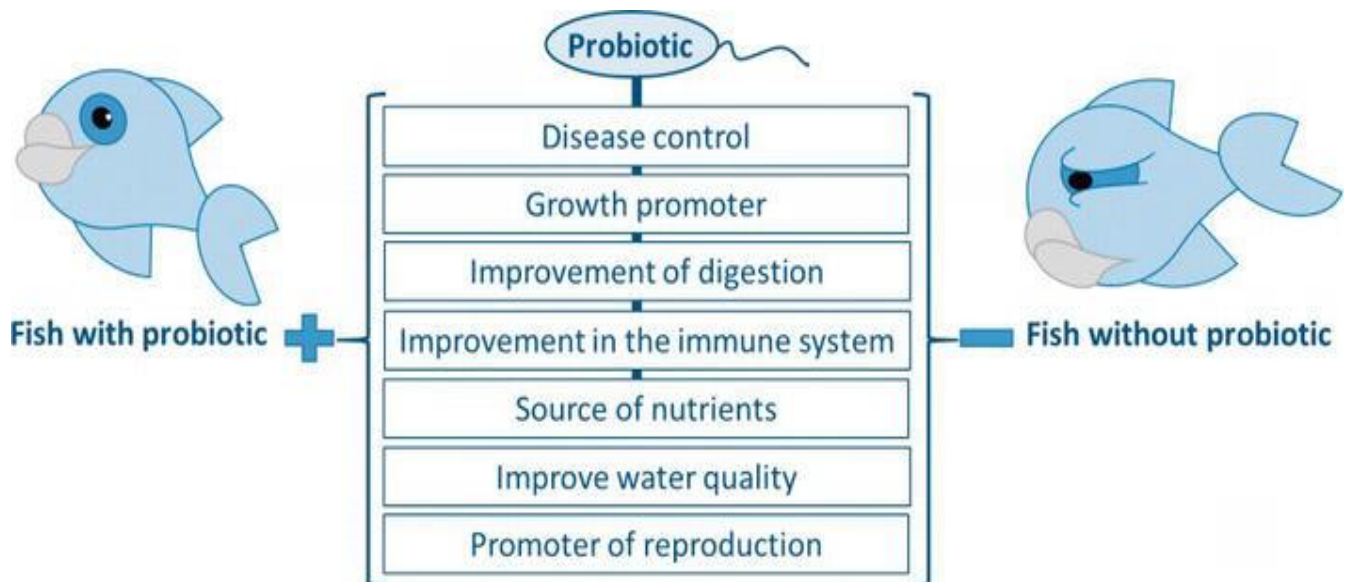 Probiotic
Disease control
Growth promoter
Improvement of digestion
Fish with probiotic
Improvement in the immune system
Fish without probiotic
Source of nutrients
Improve water quality
Promoter of reproduction